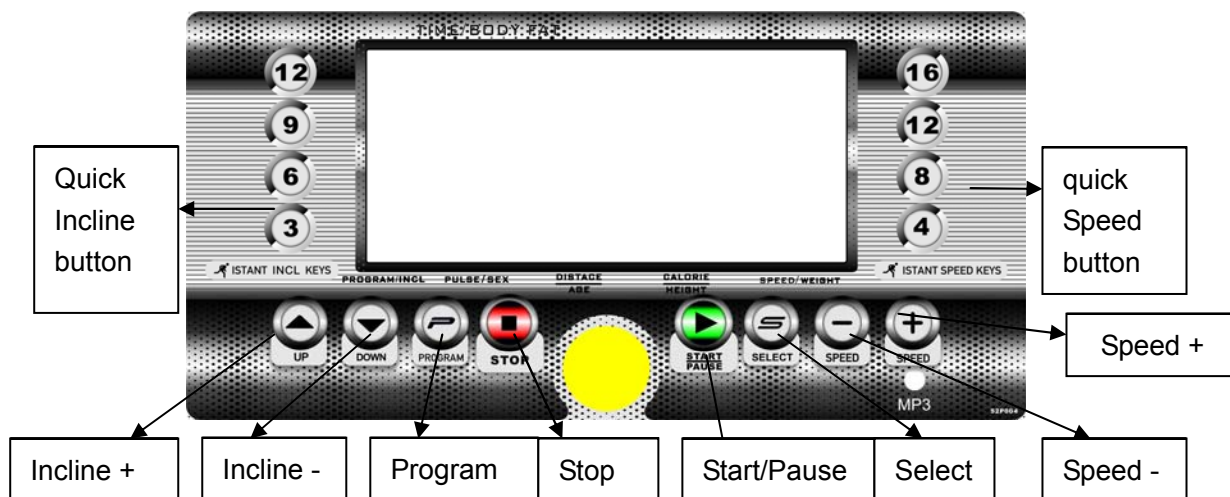 TIME/BODY FAT
12
9
6
3
ISTANT INCL KEYS
16
12
8
4
ISTANT SPEED KEYS
Quick
Incline
button
quick
Speed
button
PROGRAM/INCL PULSE/SEX DISTACE CALORIE SPEED/WEIGHT
AGE HEIGHT
P S
UP DOWN PROGRAM STOP START SELECT SPEED SPEED
PAUSE
MP3
S2P004
Speed +
Incline + Incline - Program Stop Start/Pause Select Speed -